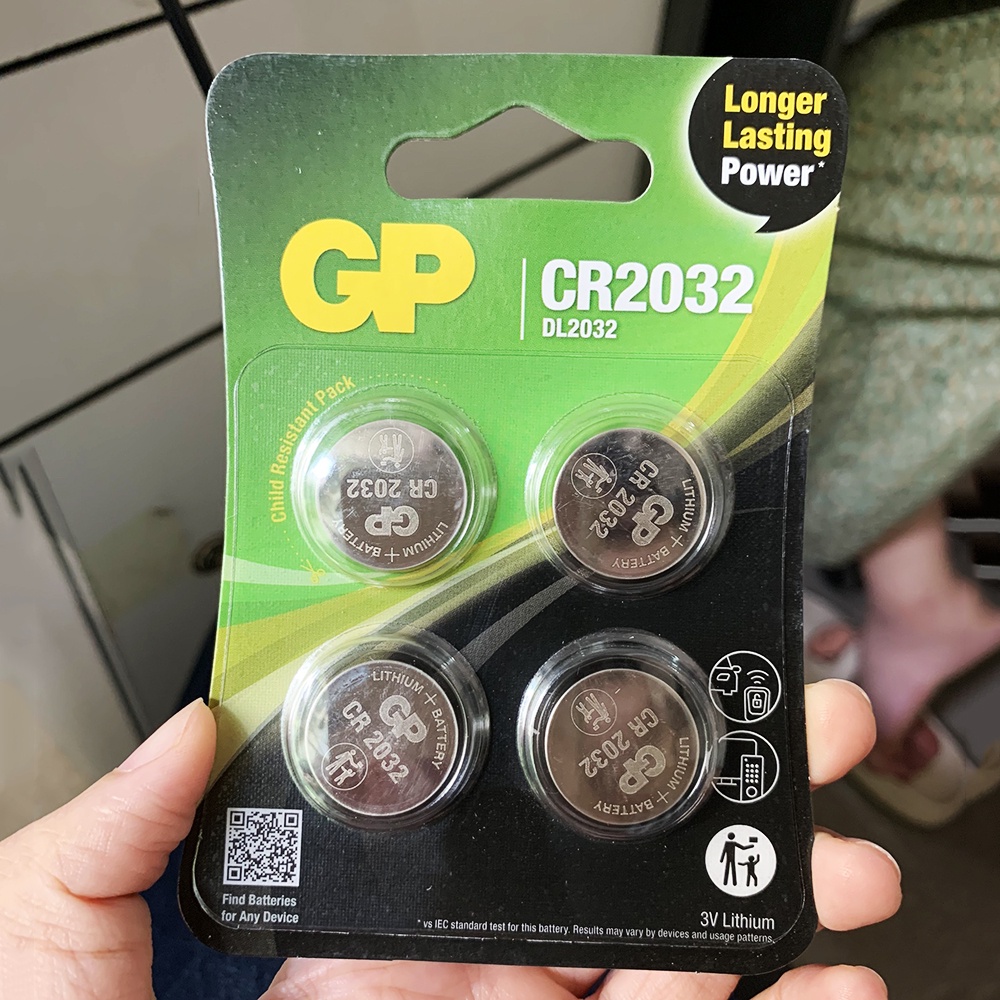 Longer
Lasting
Power*
GP
CR2032
DL2032
Child Resistant Pack
CR 2032
GP
LITHIUM + BATTERY
CR 2032
GP
LITHIUM + BATTERY
LITHIUM + BATTERY
GP
CR 2032
CR 2032
GP
LITHIUM + BATTERY
Find Batteries
for Any Device
3V Lithium
* vs IEC standard test for this battery. Results may vary by devices and usage patterns.